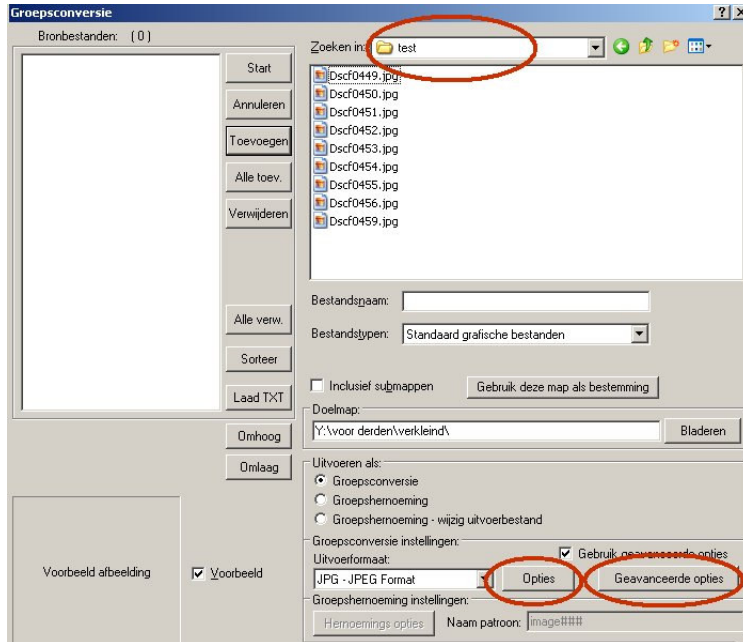 Groepsconversie
Bronbestanden: ( 0 )
Start
Annuleren
Toevoegen
Alle toev.
Verwijderen
Alle verw.
Sorteer
Laad TXT
Omhoog
Omlaag
Voorbeeld afbeelding
Voorbeeld
Zoeken in: test
Dscf0449.jpg
Dscf0450.jpg
Dscf0451.jpg
Dscf0452.jpg
Dscf0453.jpg
Dscf0454.jpg
Dscf0455.jpg
Dscf0456.jpg
Dscf0459.jpg
Bestandsnaam:
Bestandstypen: Standaard grafische bestanden
Inclusief submappen Gebruik deze map als bestemming
Doelmap:
Y:\voor derden\verkleind\ Bladeren
Uitvoeren als:
Groepsconversie
Groepshernoeming
Groepshernoeming - wijzig uitvoerbestand
Groepsconversie instellingen:
Gebruik geavanceerde opties
Uitvoerformaat:
JPG - JPEG Format Opties Geavanceerde opties
Groepshernoeming instellingen:
Hernoemings opties Naam patroon: image###